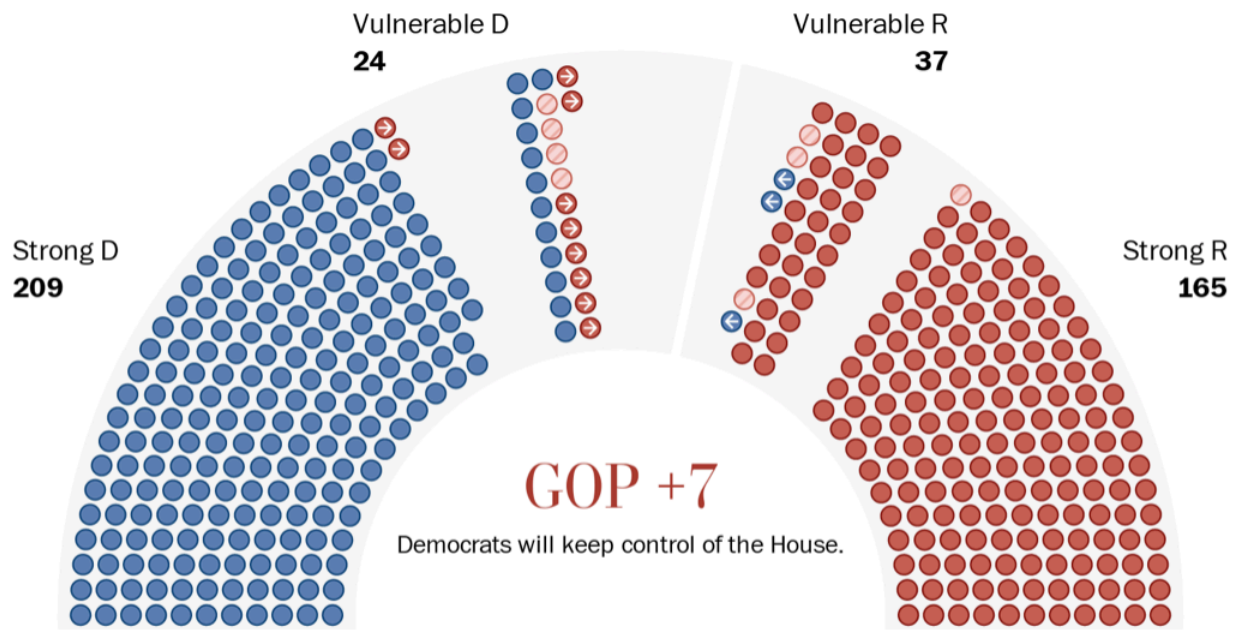 Vulnerable D
24
Vulnerable R
37
Strong D
209
Strong R
165
GOP +7
Democrats will keep control of the House.